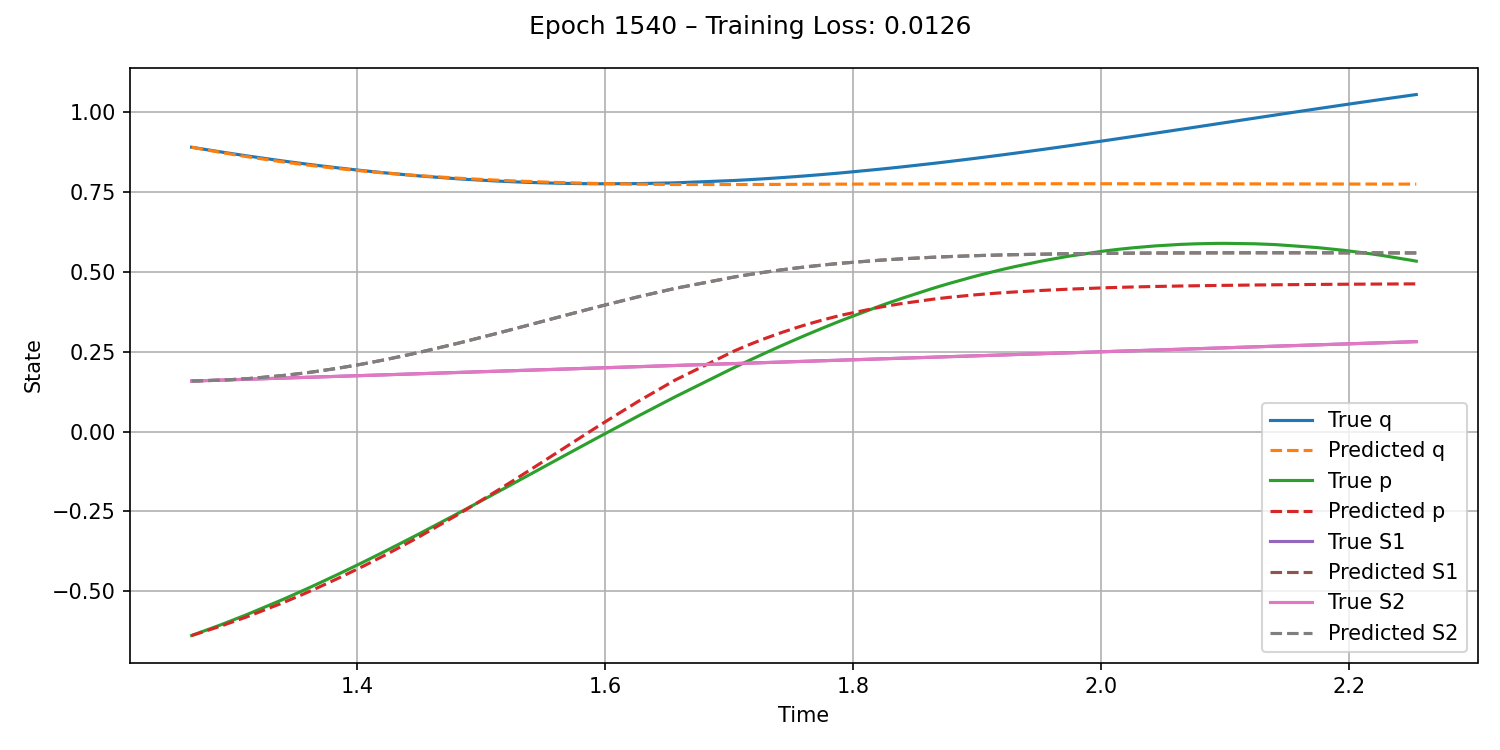 Epoch 1540 – Training Loss: 0.0126
State
1.00
0.75
0.50
0.25
0.00
−0.25
−0.50
1.4 1.6 1.8 2.0 2.2
Time
True q
Predicted q
True p
Predicted p
True S1
Predicted S1
True S2
Predicted S2